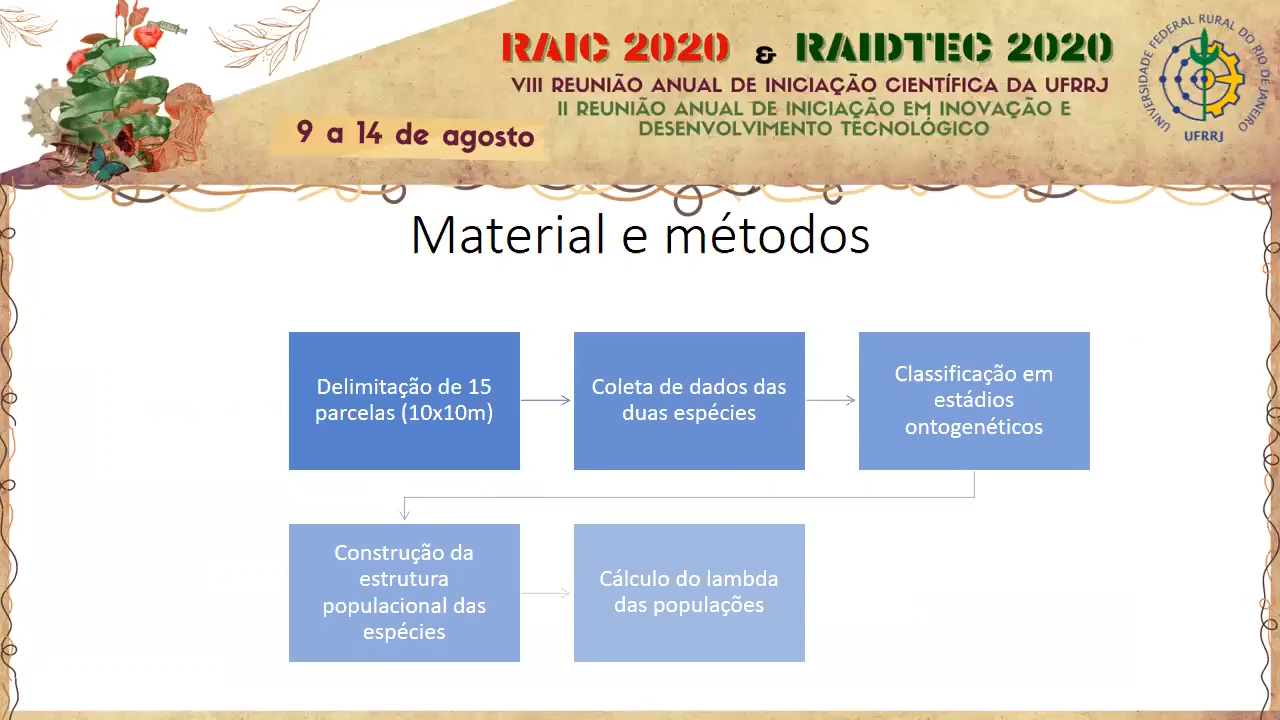 RAIC 2020 & RAIDTEC 2020
VIII REUNIÃO ANUAL DE INICIAÇÃO CIENTÍFICA DA UFRRJ
II REUNIÃO ANUAL DE INICIAÇÃO EM INOVAÇÃO E
DESENVOLVIMENTO TECNOLÓGICO
9 a 14 de agosto
UNIVERSIDADE FEDERAL RURAL DO RIO DE JANEIRO
UFRRJ
Material e métodos
Delimitação de 15
parcelas (10x10m)
Coleta de dados das
duas espécies
Classificação em
estádios
ontogenéticos
Construção da
estrutura
populacional das
espécies
Cálculo do lambda
das populações